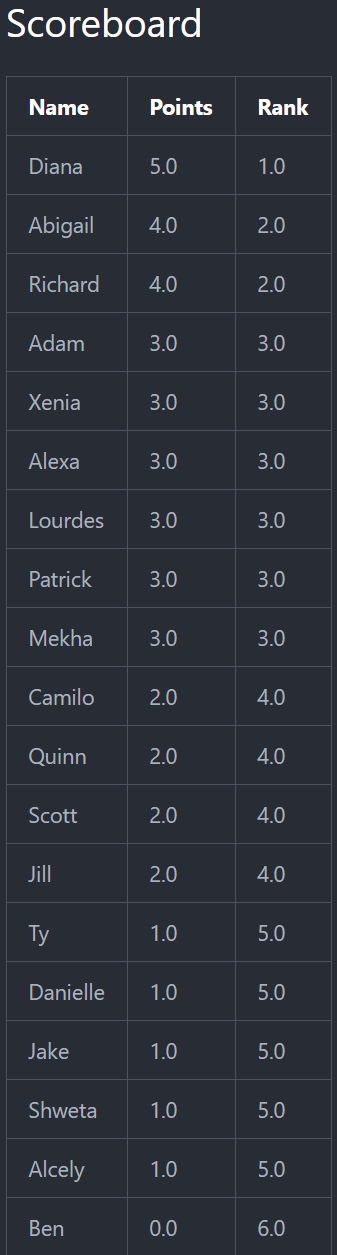 Scoreboard
Name Points Rank
Diana 5.0 1.0
Abigail 4.0 2.0
Richard 4.0 2.0
Adam 3.0 3.0
Xenia 3.0 3.0
Alexa 3.0 3.0
Lourdes 3.0 3.0
Patrick 3.0 3.0
Mekha 3.0 3.0
Camilo 2.0 4.0
Quinn 2.0 4.0
Scott 2.0 4.0
Jill 2.0 4.0
Ty 1.0 5.0
Danielle 1.0 5.0
Jake 1.0 5.0
Shweta 1.0 5.0
Alcely 1.0 5.0
Ben 0.0 6.0